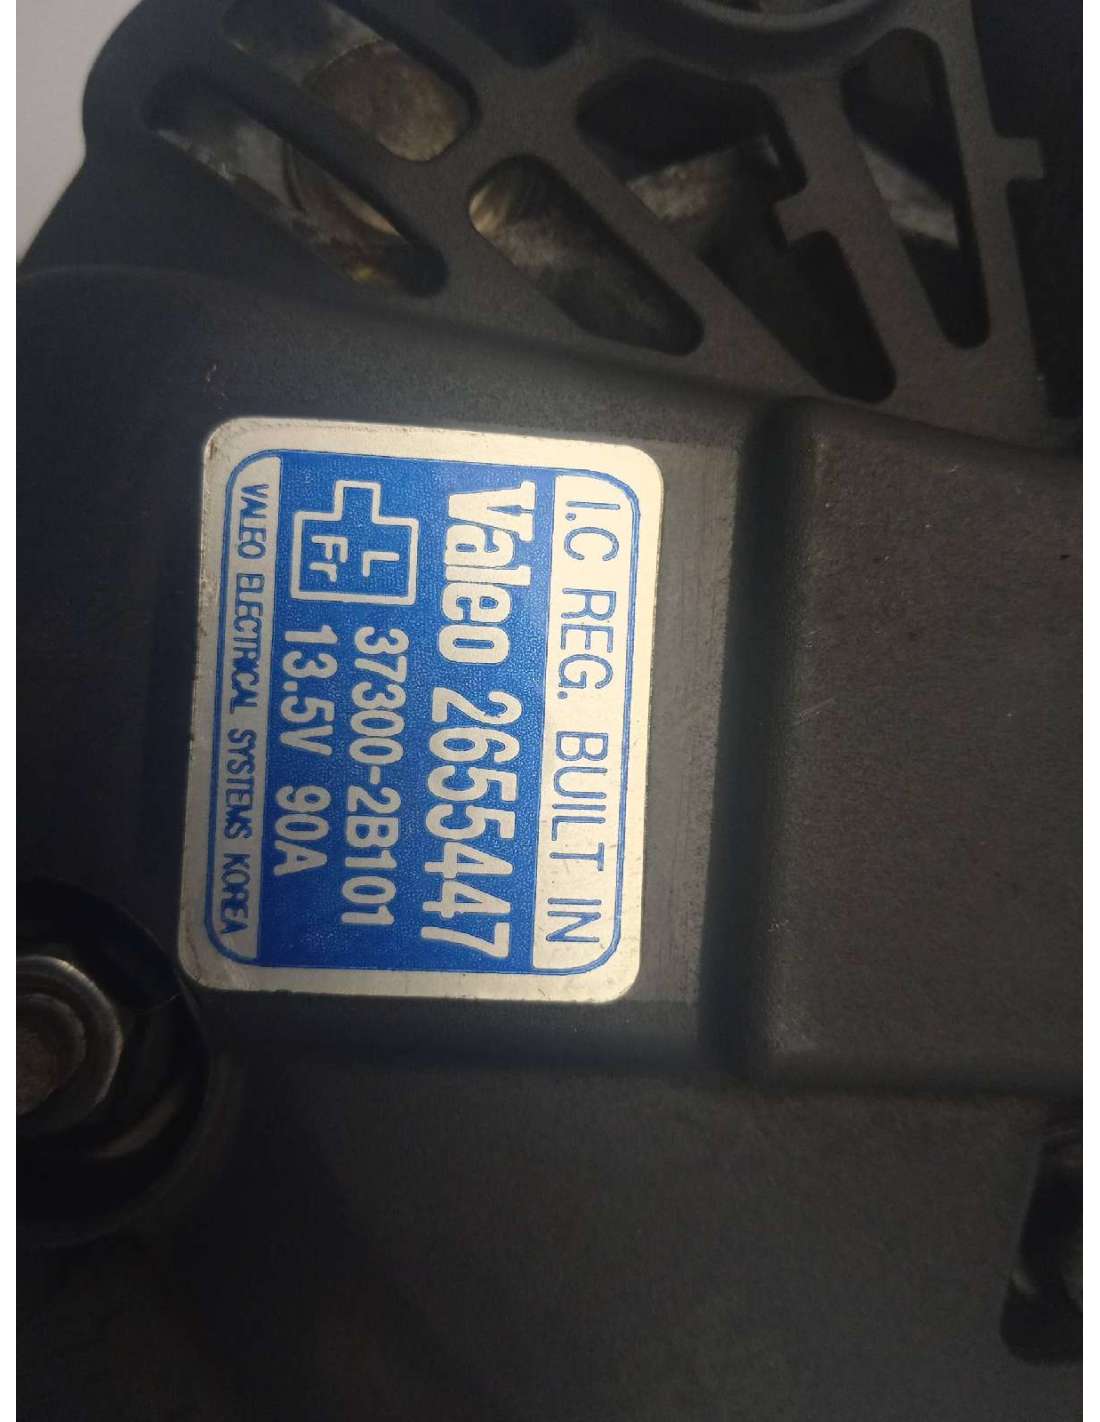 I.C REG. BUILT IN
Valeo 2655447
L
Fr
37300-2B101
13.5V 90A
VALEO ELECTRICAL SYSTEMS KOREA